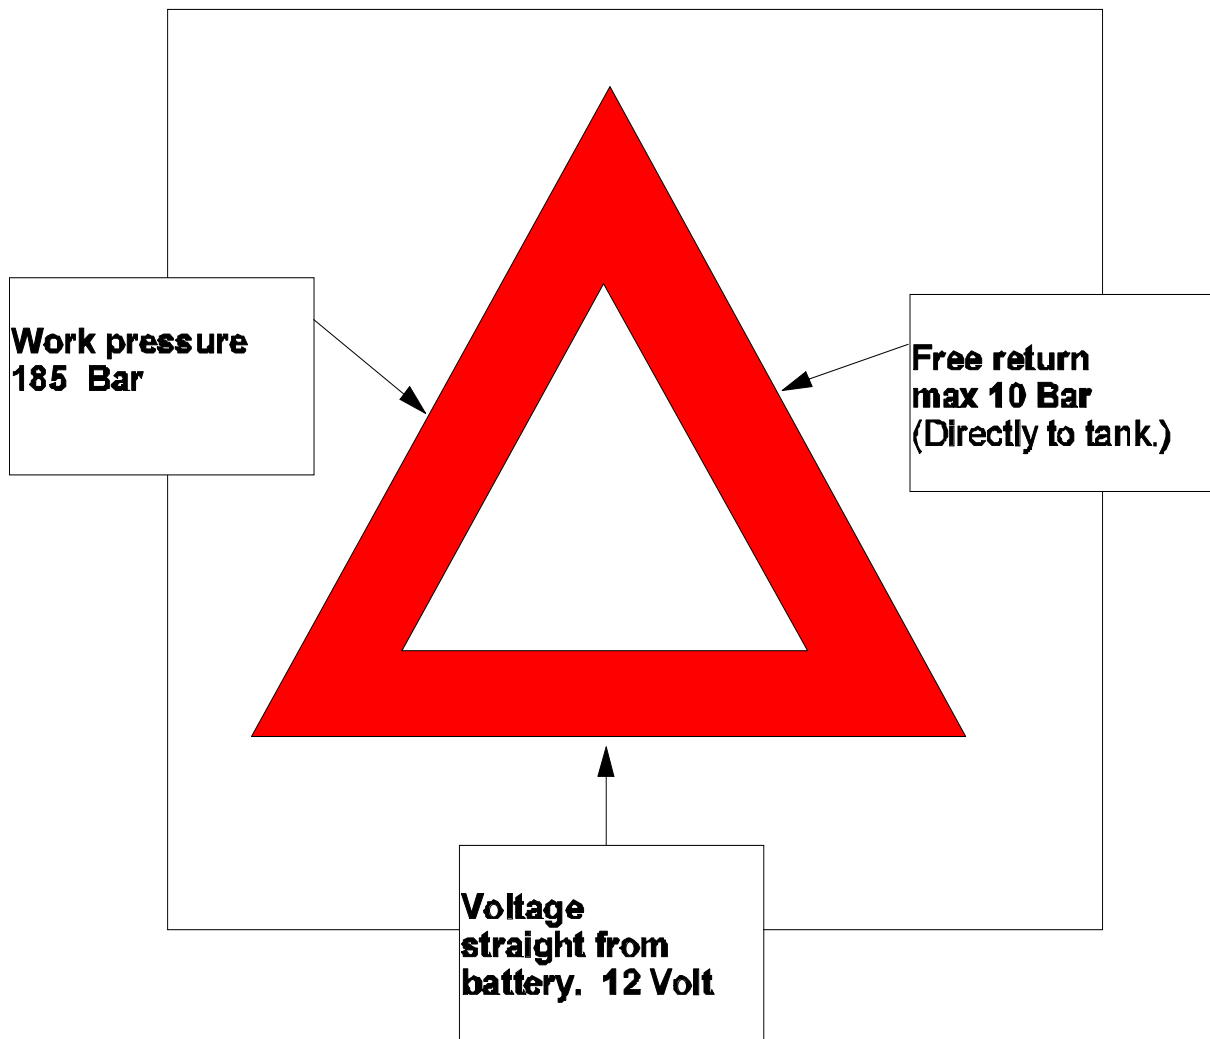 Work pressure
185 Bar
Free return
max 10 Bar
(Directly to tank.)
Voltage
straight from
battery. 12 Volt